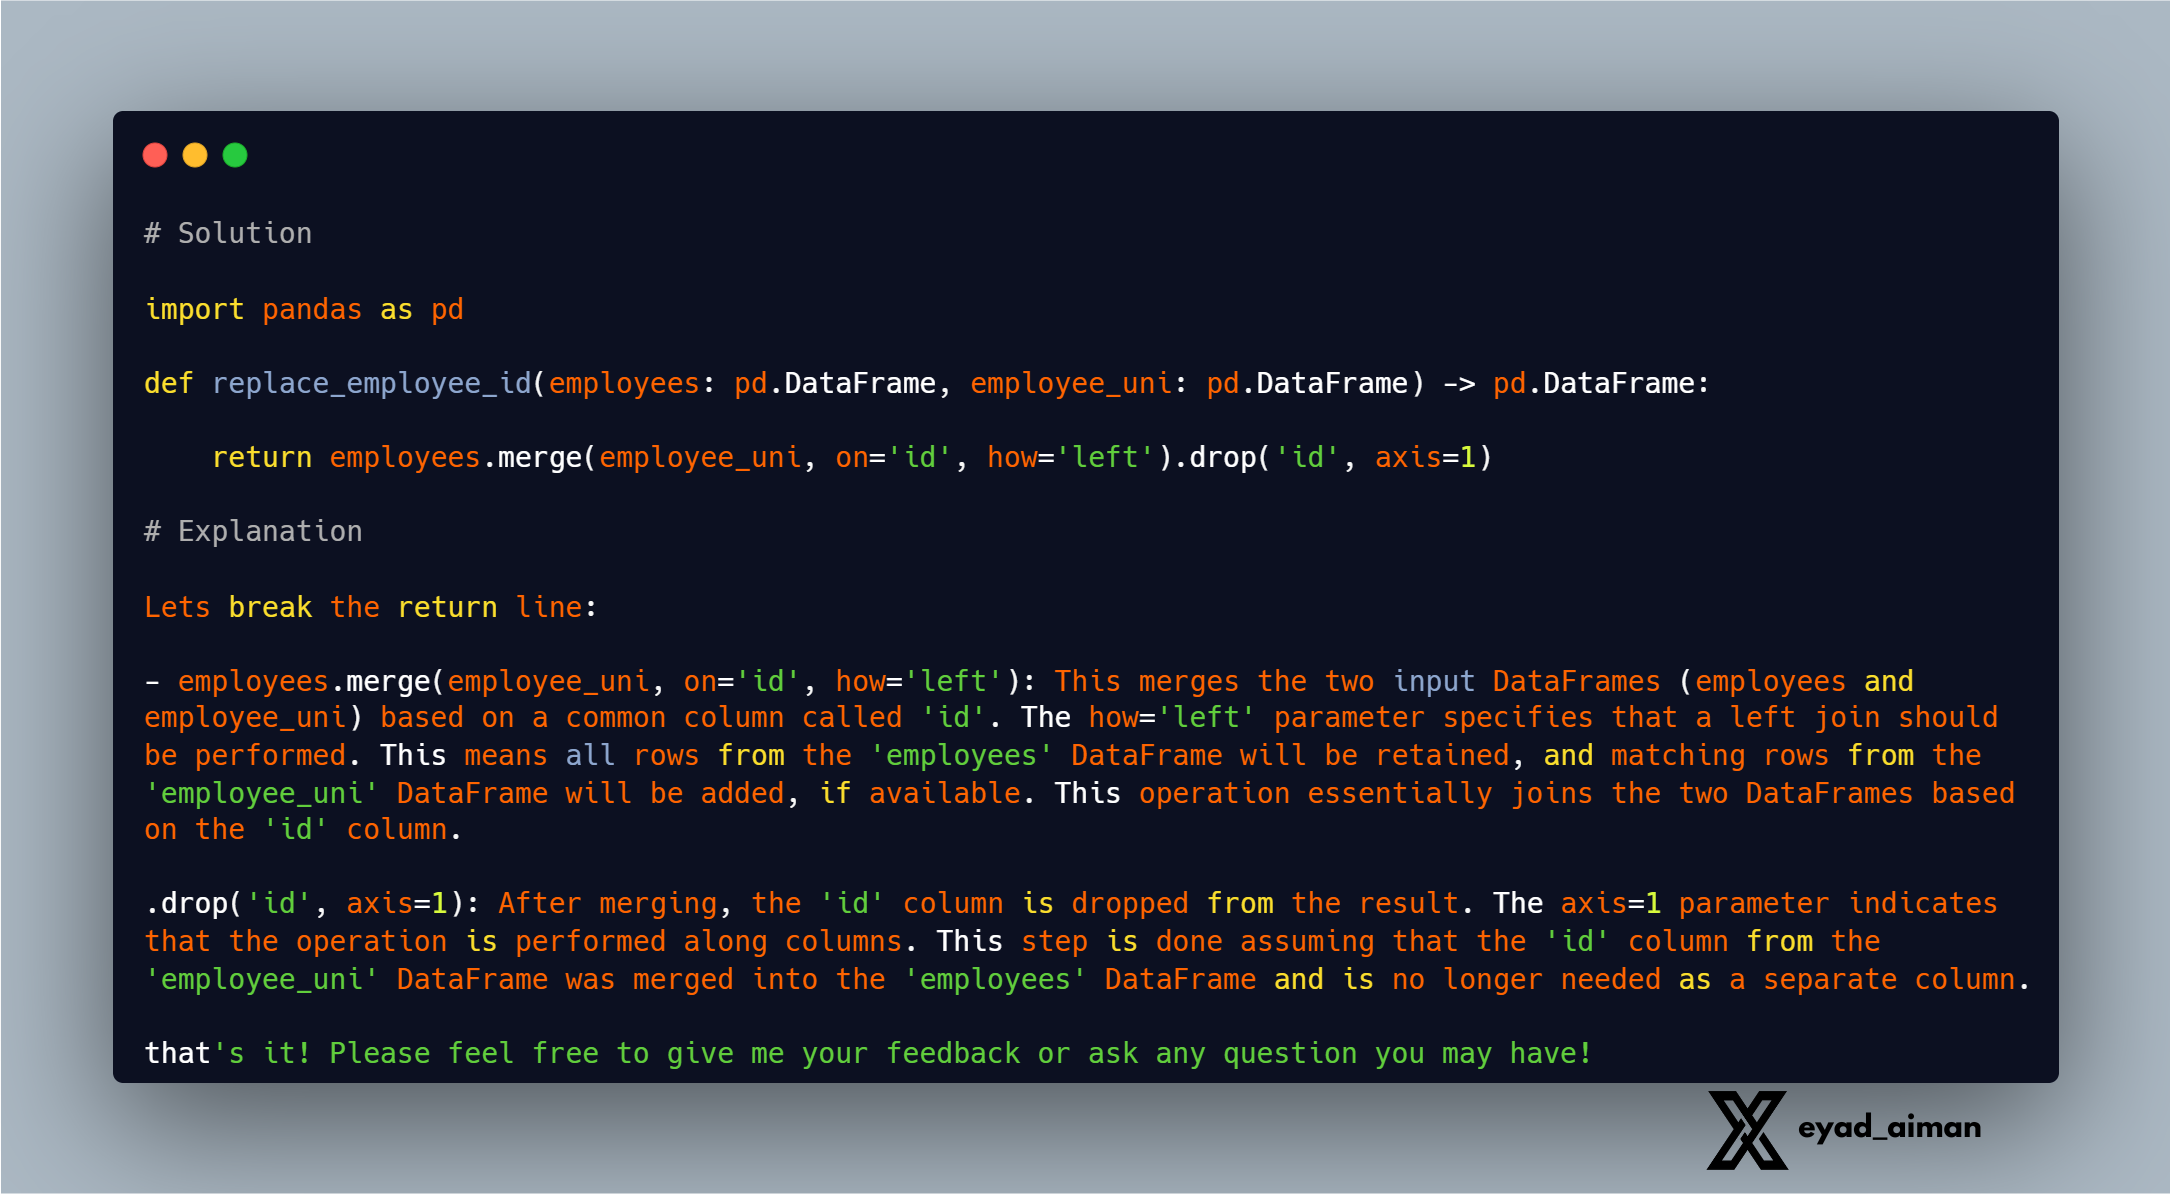 # Solution
import pandas as pd
def replace_employee_id(employees: pd.DataFrame, employee_uni: pd.DataFrame) -> pd.DataFrame:
    return employees.merge(employee_uni, on='id', how='left').drop('id', axis=1)
# Explanation
Lets break the return line:
- employees.merge(employee_uni, on='id', how='left'): This merges the two input DataFrames (employees and
employee_uni) based on a common column called 'id'. The how='left' parameter specifies that a left join should
be performed. This means all rows from the 'employees' DataFrame will be retained, and matching rows from the
'employee_uni' DataFrame will be added, if available. This operation essentially joins the two DataFrames based
on the 'id' column.
.drop('id', axis=1): After merging, the 'id' column is dropped from the result. The axis=1 parameter indicates
that the operation is performed along columns. This step is done assuming that the 'id' column from the
'employee_uni' DataFrame was merged into the 'employees' DataFrame and is no longer needed as a separate column.
that's it! Please feel free to give me your feedback or ask any question you may have!
eyad_aiman